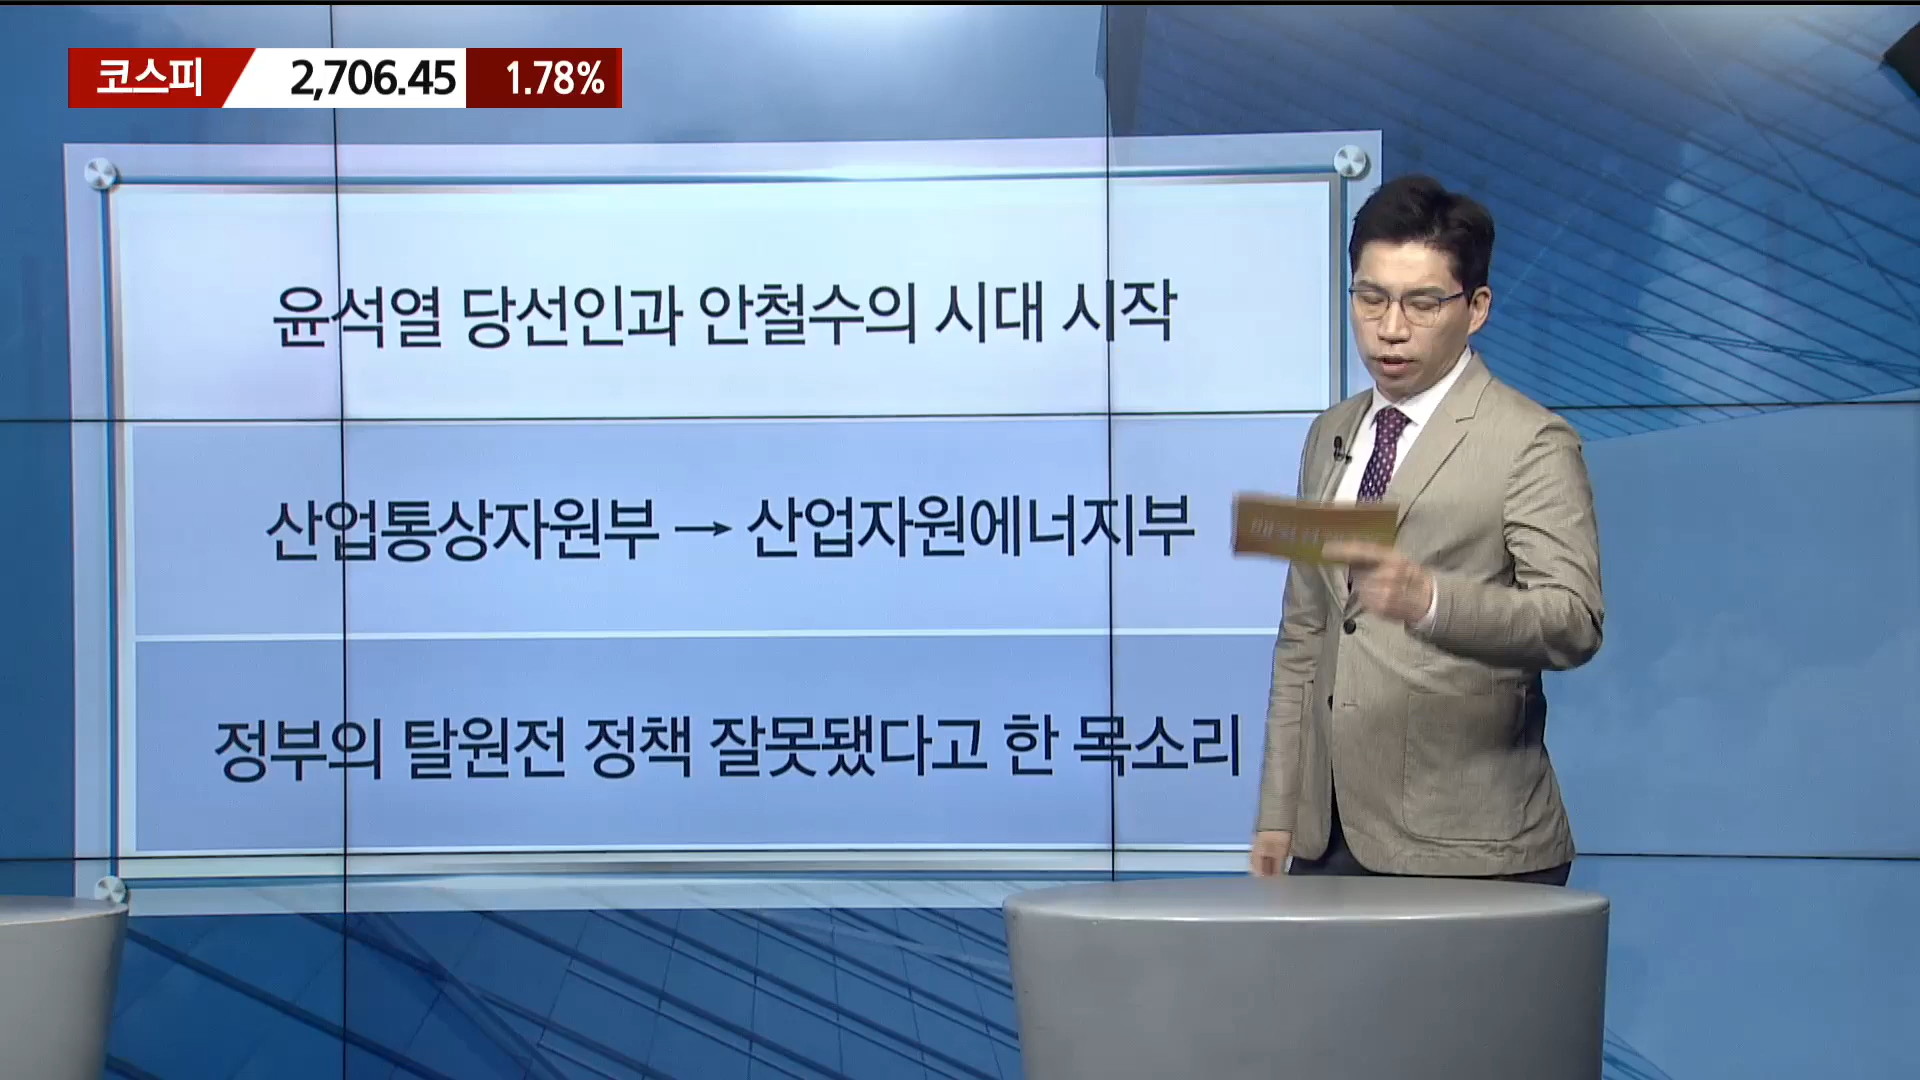 코스피 2,706.45 1.78%
윤석열 당선인과 안철수의 시대 시작
산업통상자원부 → 산업자원에너지부
정부의 탈원전 정책 잘못됐다고 한 목소리